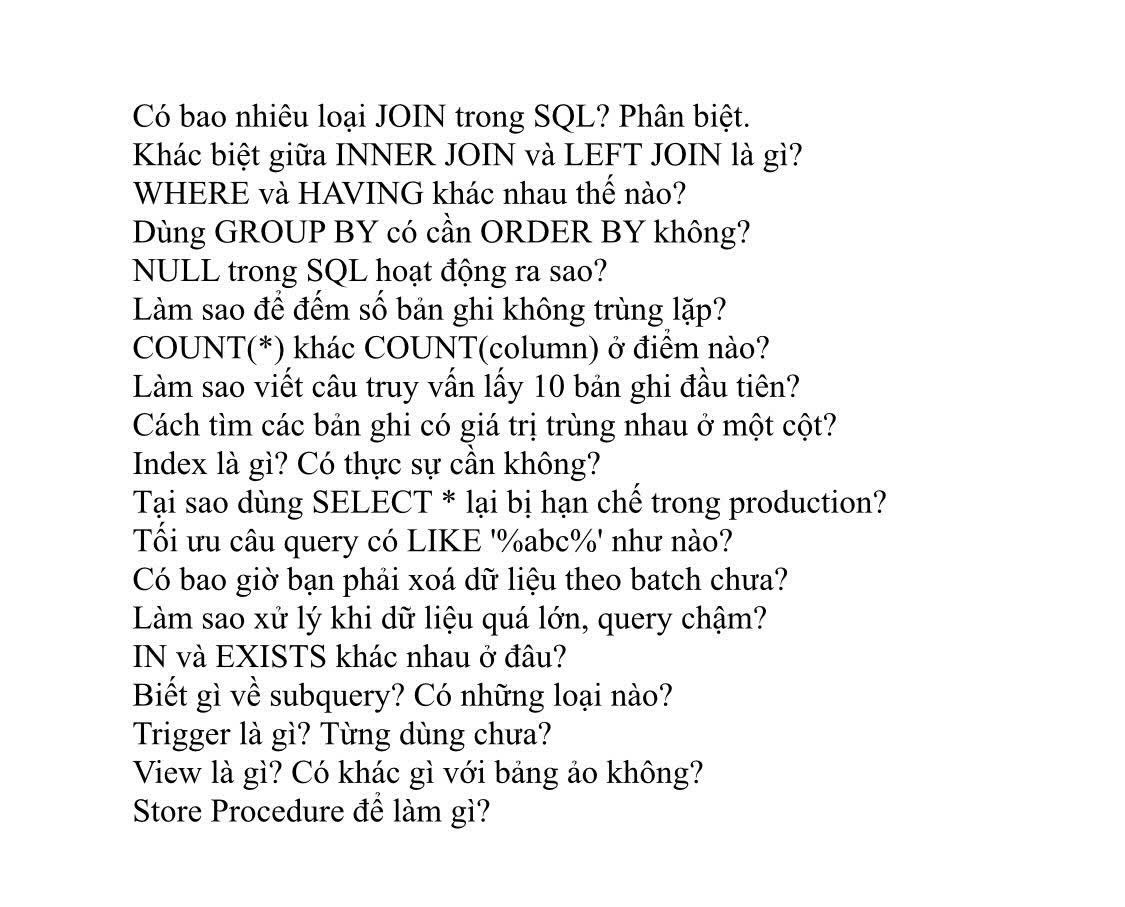 Có bao nhiêu loại JOIN trong SQL? Phân biệt.
Khác biệt giữa INNER JOIN và LEFT JOIN là gì?
WHERE và HAVING khác nhau thế nào?
Dùng GROUP BY có cần ORDER BY không?
NULL trong SQL hoạt động ra sao?
Làm sao để đếm số bản ghi không trùng lặp?
COUNT(*) khác COUNT(column) ở điểm nào?
Làm sao viết câu truy vấn lấy 10 bản ghi đầu tiên?
Cách tìm các bản ghi có giá trị trùng nhau ở một cột?
Index là gì? Có thực sự cần không?
Tại sao dùng SELECT * lại bị hạn chế trong production?
Tối ưu câu query có LIKE '%abc%' như nào?
Có bao giờ bạn phải xoá dữ liệu theo batch chưa?
Làm sao xử lý khi dữ liệu quá lớn, query chậm?
IN và EXISTS khác nhau ở đâu?
Biết gì về subquery? Có những loại nào?
Trigger là gì? Từng dùng chưa?
View là gì? Có khác gì với bảng ảo không?
Store Procedure để làm gì?